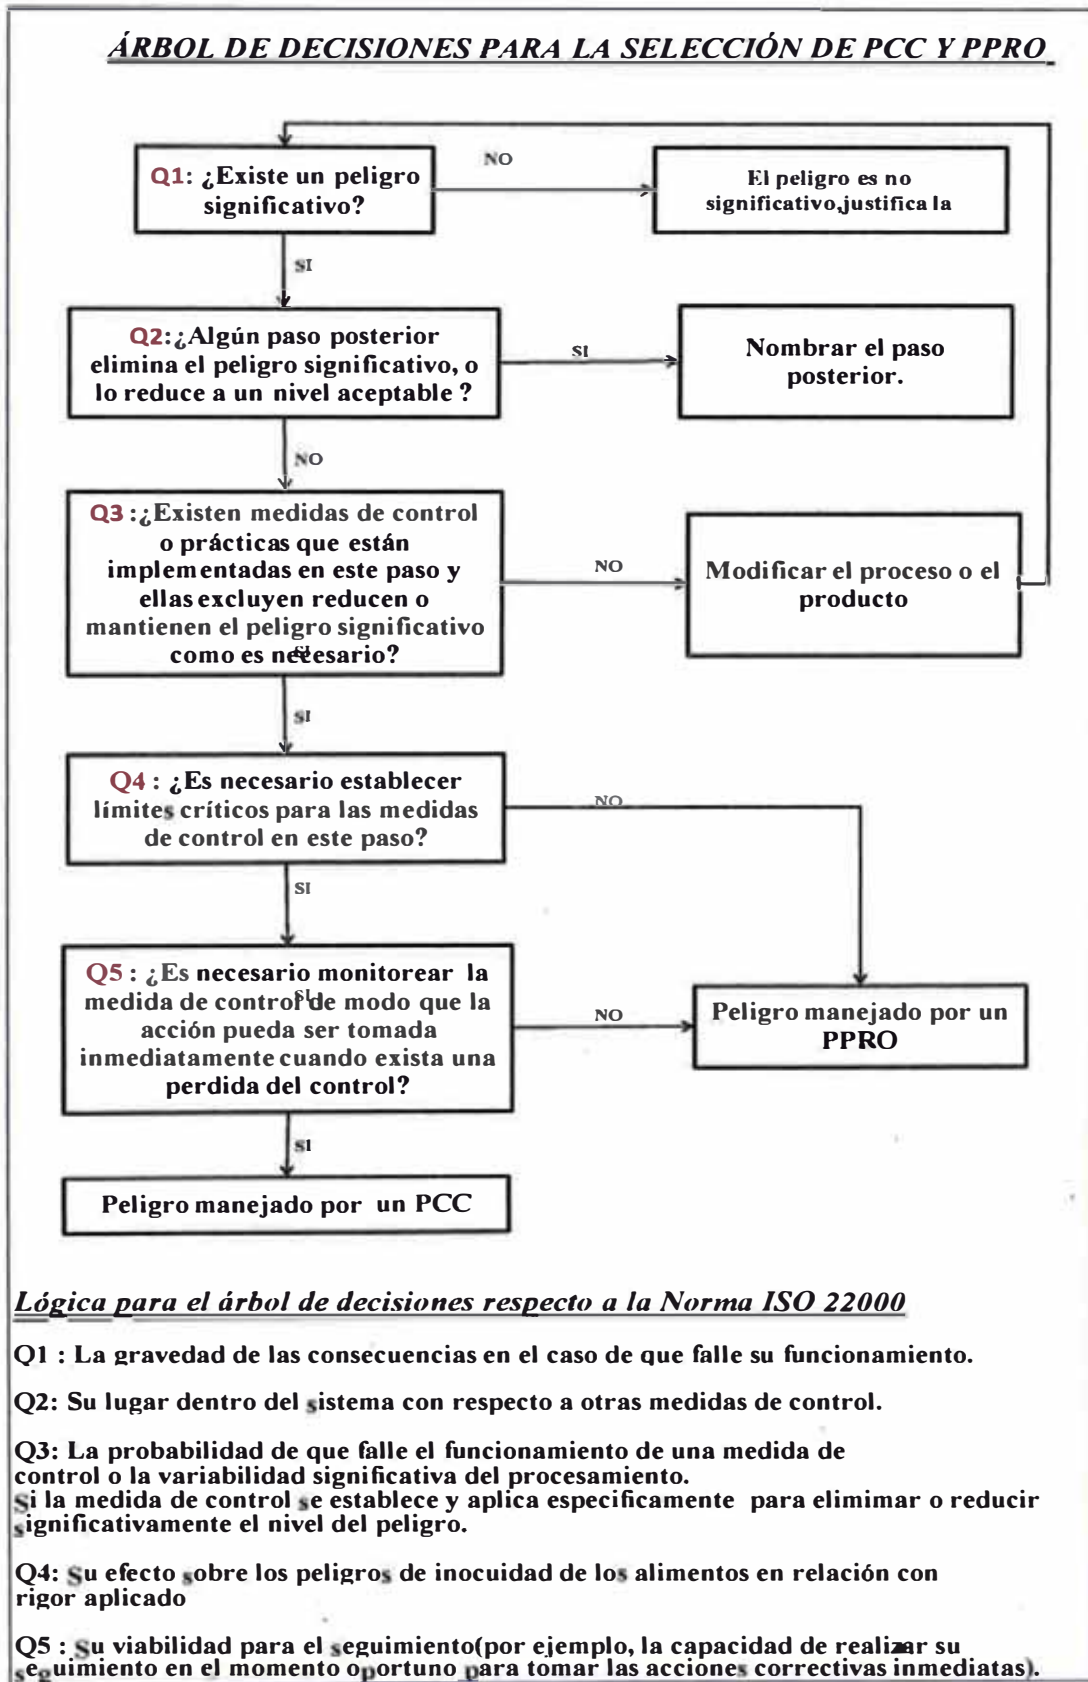 ÁRBOL DE DECISIONES PARA LA SELECCIÓN DE PCC Y PPRO
Q1: ¿Existe un peligro
significativo?
NO
El peligro es no
significativo,justifica la
SI
Q2:¿Algún paso posterior
elimina el peligro significativo, o
lo reduce a un nivel aceptable ?
SI
Nombrar el paso
posterior.
NO
Q3 :¿Existen medidas de control
o prácticas que están
implementadas en este paso y
ellas excluyen reducen o
mantienen el peligro significativo
como es necesario?
SI
NO
Modificar el proceso o el
producto
SI
Q4 : ¿Es necesario establecer
límites críticos para las medidas
de control en este paso?
NO
SI
Q5 : ¿Es necesario monitorear la
medida de control de modo que la
acción pueda ser tomada
inmediatamente cuando exista una
perdida del control?
SI
NO
Peligro manejado por un
PPRO
SI
Peligro manejado por un PCC
Lógica para el árbol de decisiones respecto a la Norma ISO 22000
Q1 : La gravedad de las consecuencias en el caso de que falle su funcionamiento.
Q2: Su lugar dentro del sistema con respecto a otras medidas de control.
Q3: La probabilidad de que falle el funcionamiento de una medida de
control o la variabilidad significativa del procesamiento.
Si la medida de control se establece y aplica especificamente para elimimar o reducir
significativamente el nivel del peligro.
Q4: Su efecto sobre los peligros de inocuidad de los alimentos en relación con
rigor aplicado
Q5 : Su viabilidad para el seguimiento(por ejemplo, la capacidad de realizar su
seguimiento en el momento oportuno para tomar las acciones correctivas inmediatas).